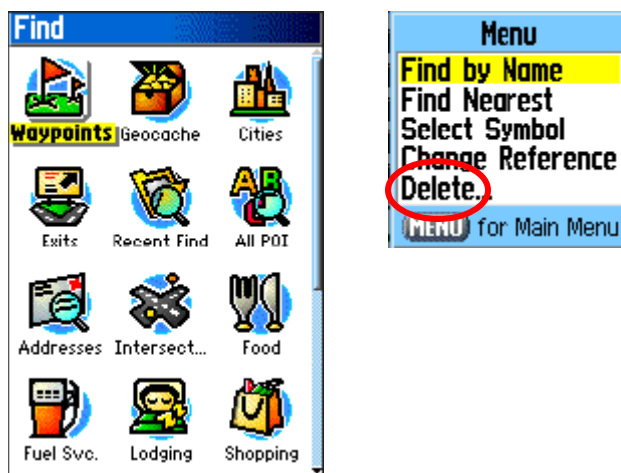 Find
Waypoints Geocache Cities
Exits Recent Find All POI
Addresses Intersect... Food
Fuel Svc. Lodging Shopping
Menu
Find by Name
Find Nearest
Select Symbol
Change Reference
Delete...
MENU for Main Menu